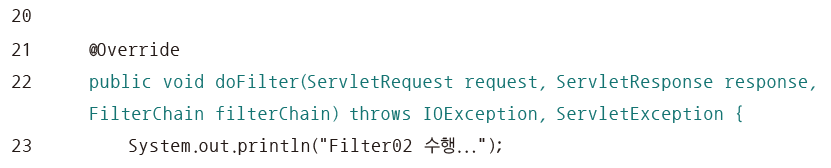 20
21 @Override
22 public void doFilter(ServletRequest request, ServletResponse response,
FilterChain filterChain) throws IOException, ServletException {
23 System.out.println("Filter02 수행...");